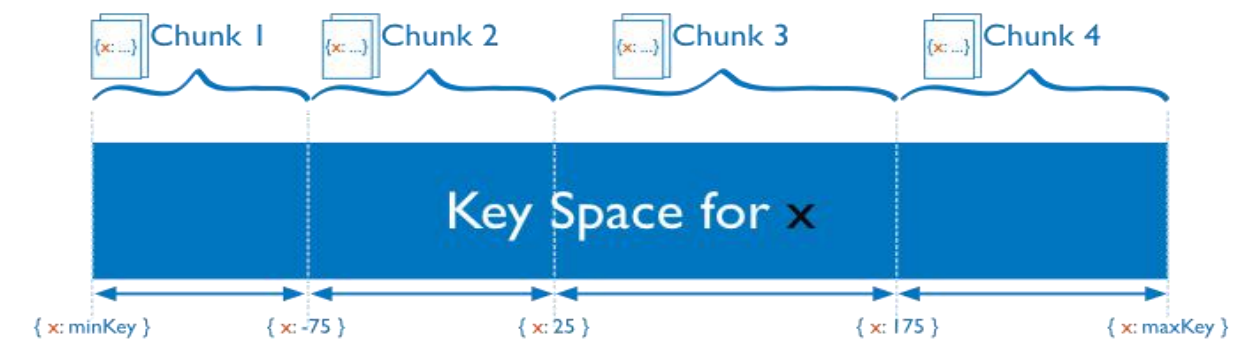 {x: ...} Chunk 1
{x: ...} Chunk 2
{x: ...} Chunk 3
{x: ...} Chunk 4
Key Space for x
{ x: minKey }
{ x: -75 }
{ x: 25 }
{ x: 175 }
{ x: maxKey }